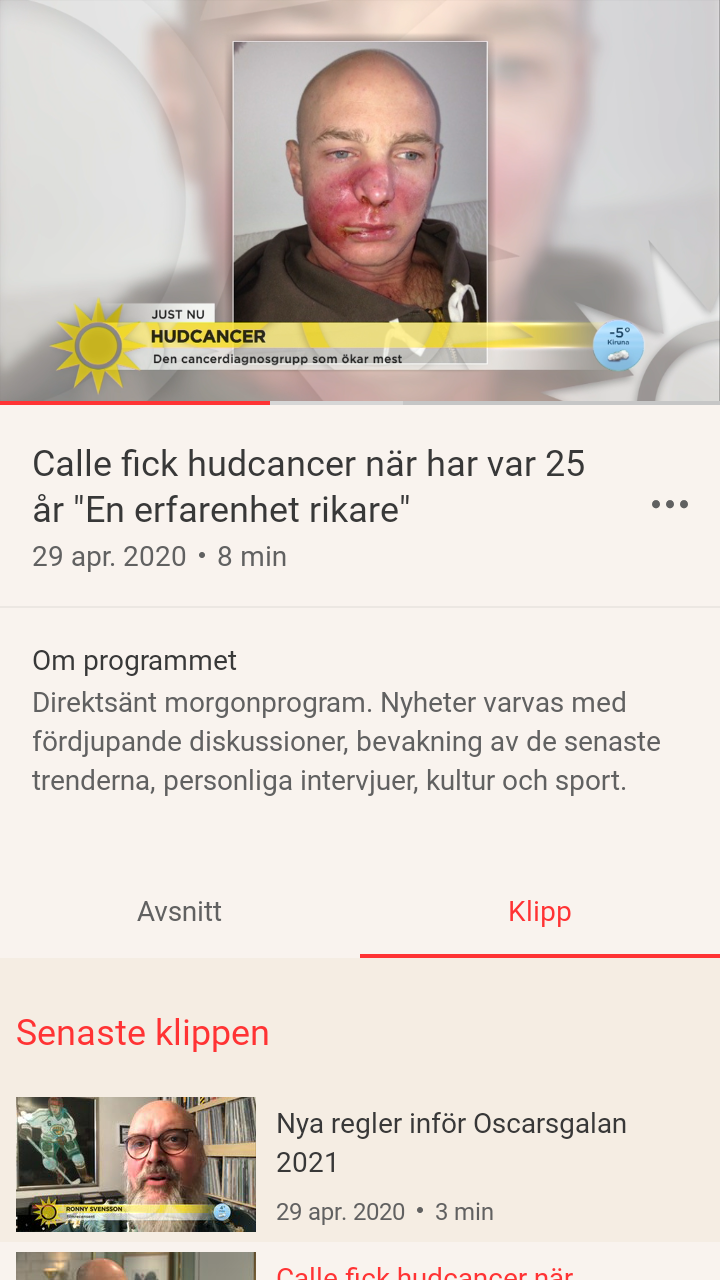 JUST NU
HUDCANCER
Den cancerdiagnosgrupp som ökar mest
-5°
Kiruna
Calle fick hudcancer när har var 25
år "En erfarenhet rikare"
29 apr. 2020 • 8 min
Om programmet
Direktsänt morgonprogram. Nyheter varvas med
fördjupande diskussioner, bevakning av de senaste
trenderna, personliga intervjuer, kultur och sport.
Avsnitt
Klipp
Senaste klippen
RONNY SVENSSON
Nya regler inför Oscarsgalan
2021
29 apr. 2020 • 3 min
Calle fick hudcancer när